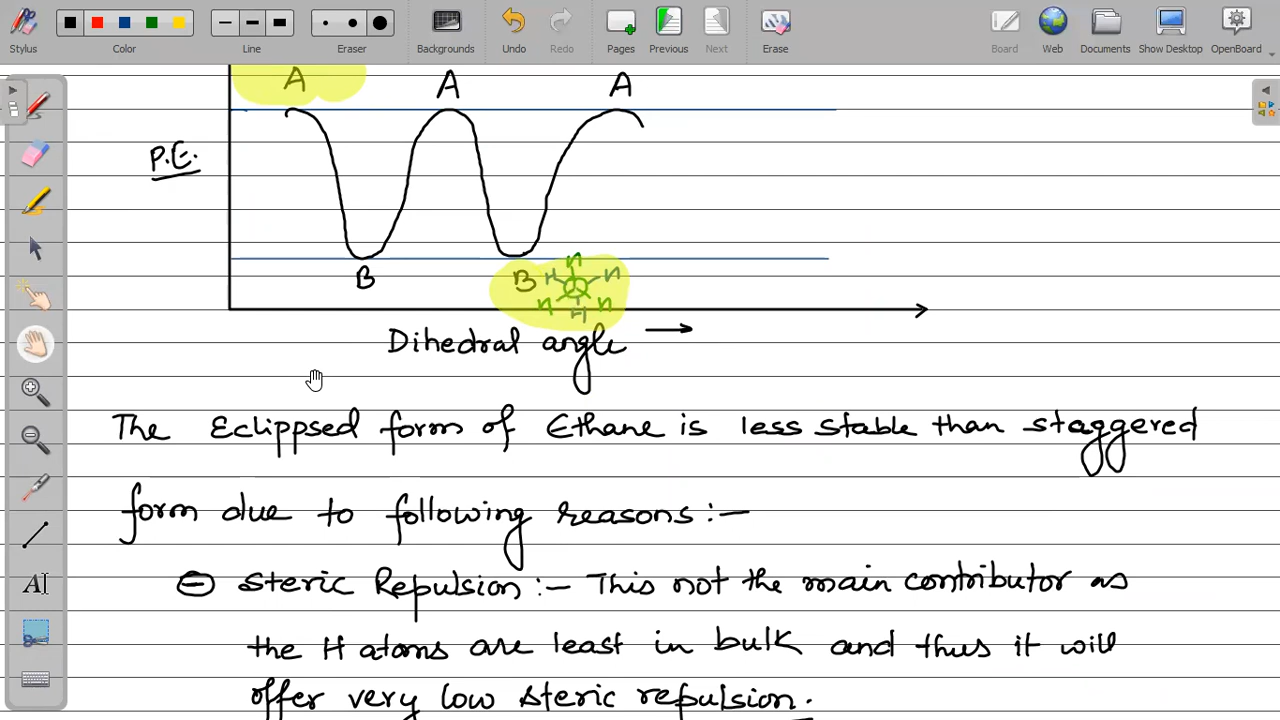 Stylus Color Line Eraser Backgrounds Undo Redo Pages Previous Next Erase Board Web Documents Show Desktop OpenBoard
A A A
P.E.
B B
H n n
n H n
Dihedral angle
The Eclippsed form of Ethane is less stable than staggered
form due to following reasons :-
Steric Repulsion :- This not the main contributor as
the H atoms are least in bulk and thus it will
offer very low steric repulsion.